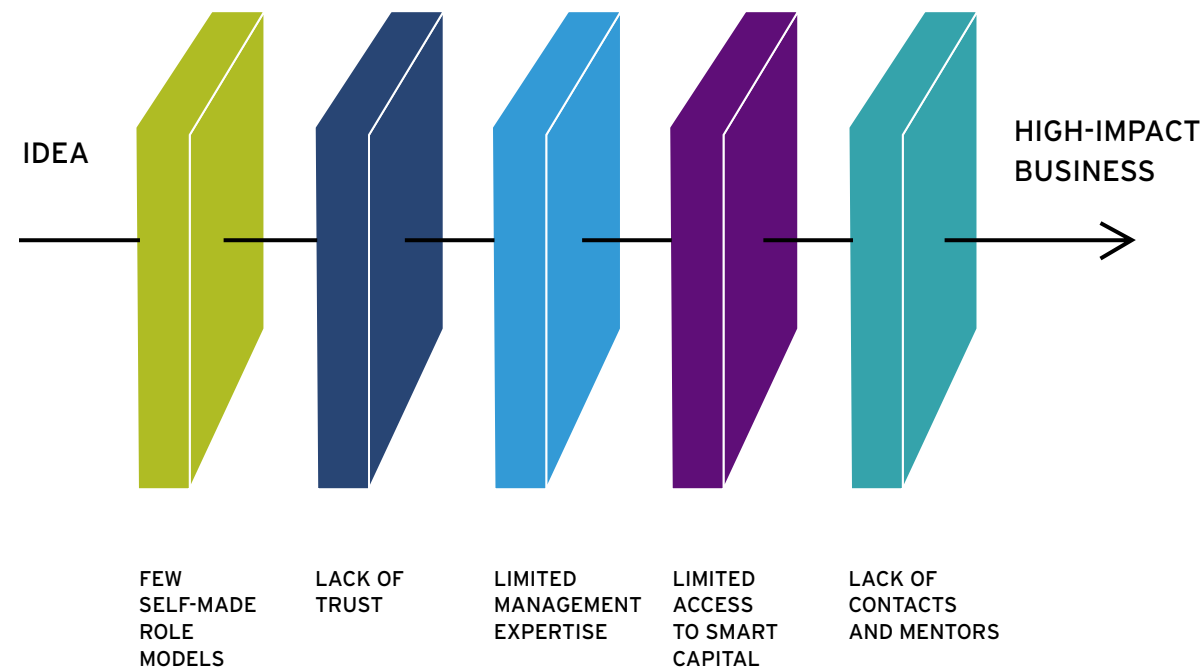 IDEA
HIGH-IMPACT
BUSINESS
FEW
SELF-MADE
ROLE
MODELS
LACK OF
TRUST
LIMITED
MANAGEMENT
EXPERTISE
LIMITED
ACCESS
TO SMART
CAPITAL
LACK OF
CONTACTS
AND MENTORS